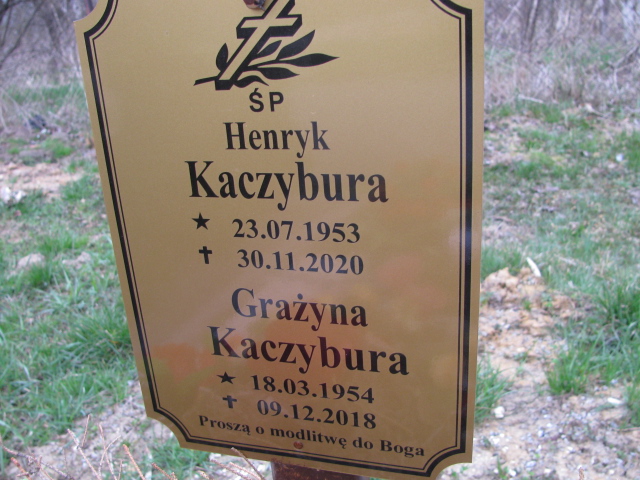 ŚP
Henryk
Kaczybura
★ 23.07.1953
✝ 30.11.2020
Grażyna
Kaczybura
★ 18.03.1954
✝ 09.12.2018
Proszą o modlitwę do Boga